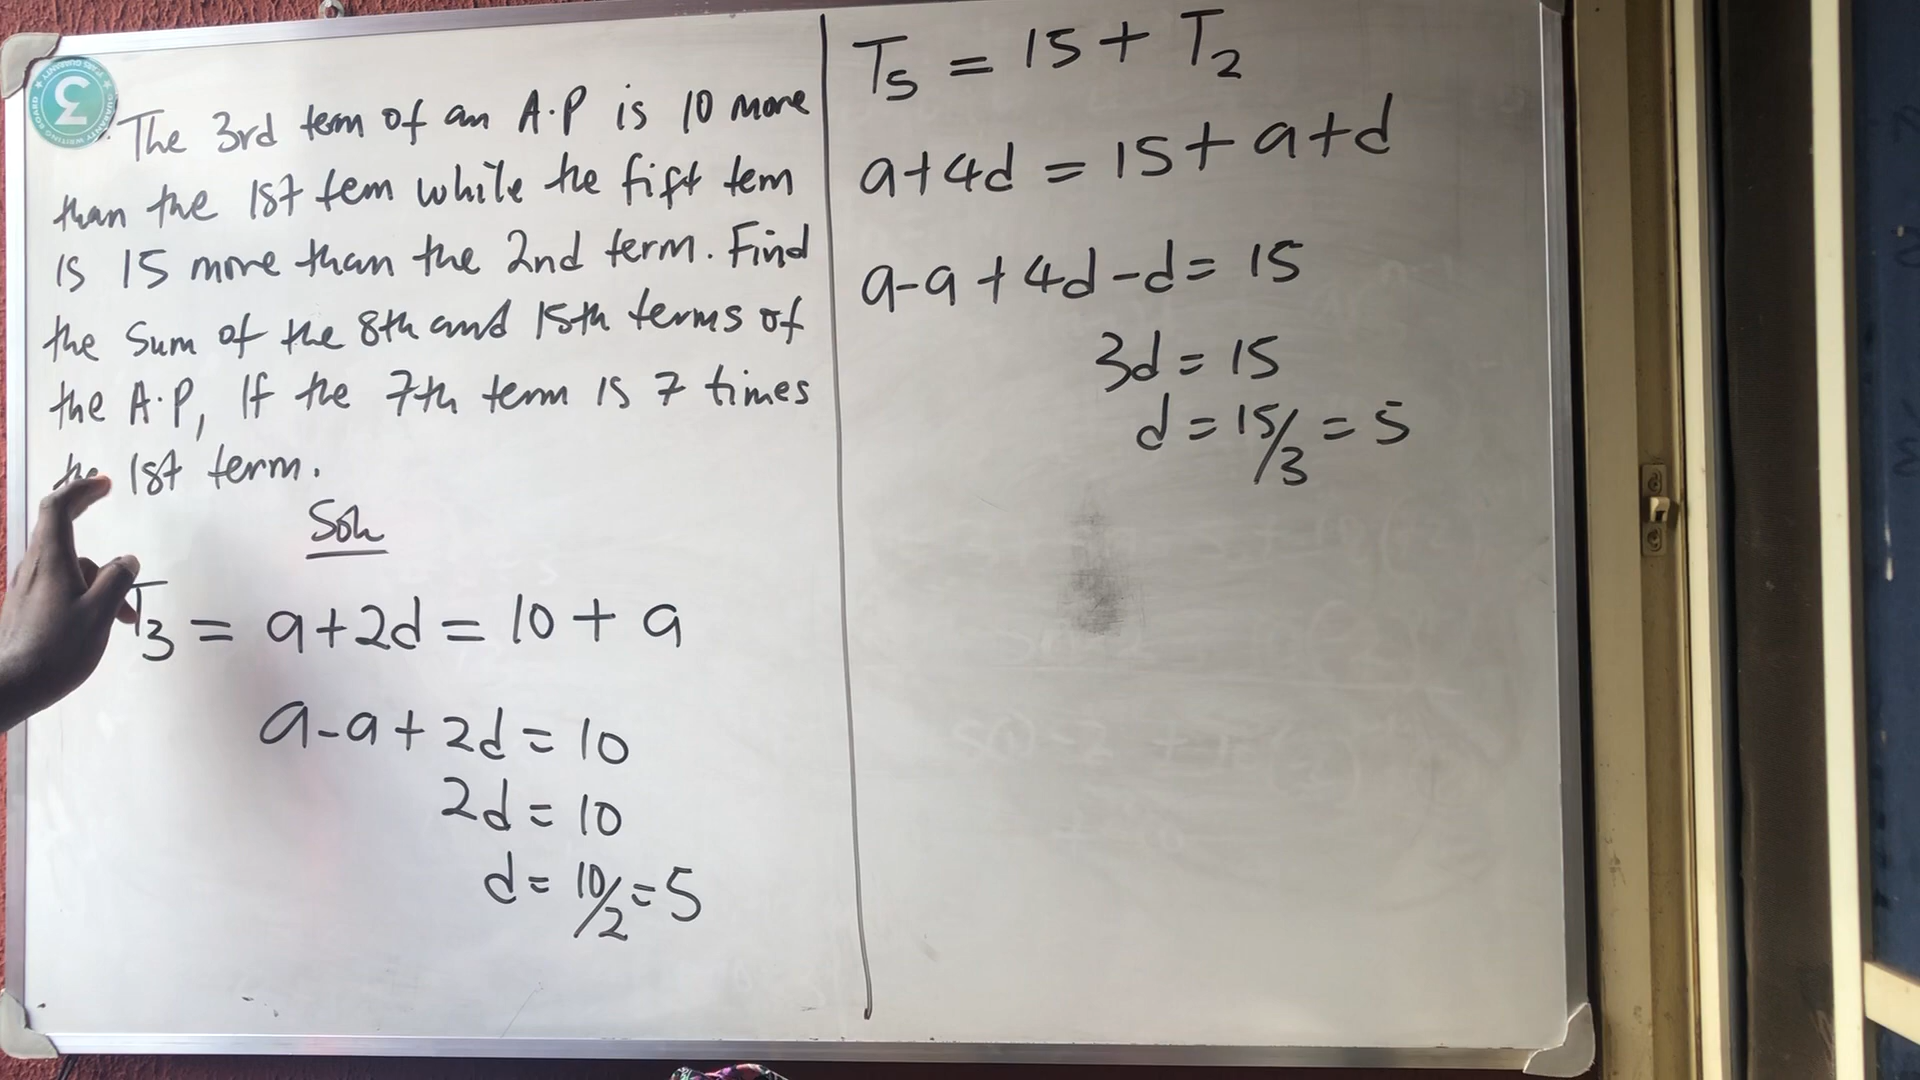 The 3rd term of an A.P is 10 more
than the 1st tem while the fift tem
is 15 more than the 2nd term. Find
the Sum of the 8th and 15th terms of
the A.P, If the 7th term is 7 times
the 1st term.
Soln
T3 = a+2d = 10 + a
a-a+2d = 10
2d = 10
d = 10/2 = 5
T5 = 15 + T2
a+4d = 15 + a+d
a-a + 4d - d = 15
3d = 15
d = 15/3 = 5